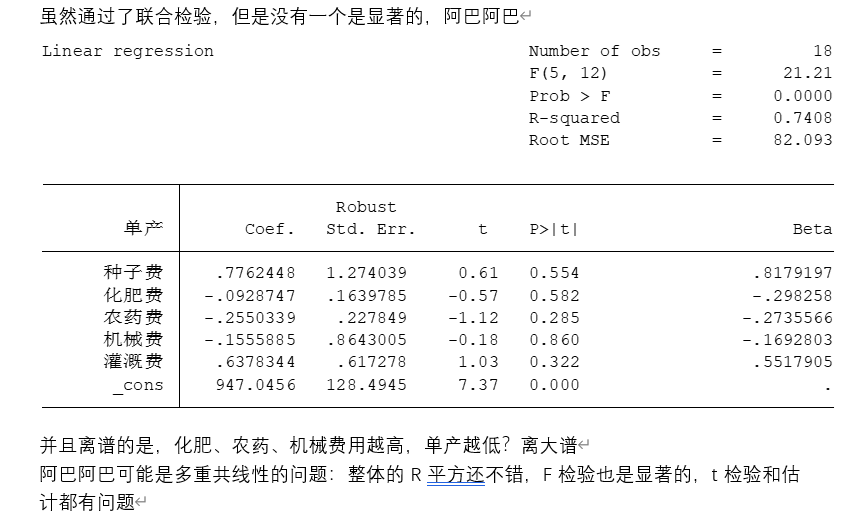 虽然通过了联合检验，但是没有一个是显著的，阿巴阿巴
Linear regression Number of obs = 18
F(5, 12) = 21.21
Prob > F = 0.0000
R-squared = 0.7408
Root MSE = 82.093
Robust
单产 Coef. Std. Err. t P>|t| Beta
种子费 .7762448 1.274039 0.61 0.554 .8179197
化肥费 -.0928747 .1639785 -0.57 0.582 -.298258
农药费 -.2550339 .227849 -1.12 0.285 -.2735566
机械费 -.1555885 .8643005 -0.18 0.860 -.1692803
灌溉费 .6378344 .617278 1.03 0.322 .5517905
_cons 947.0456 128.4945 7.37 0.000 .
并且离谱的是，化肥、农药、机械费用越高，单产越低？离大谱
阿巴阿巴可能是多重共线性的问题：整体的 R 平方还不错，F 检验也是显著的，t 检验和估
计都有问题